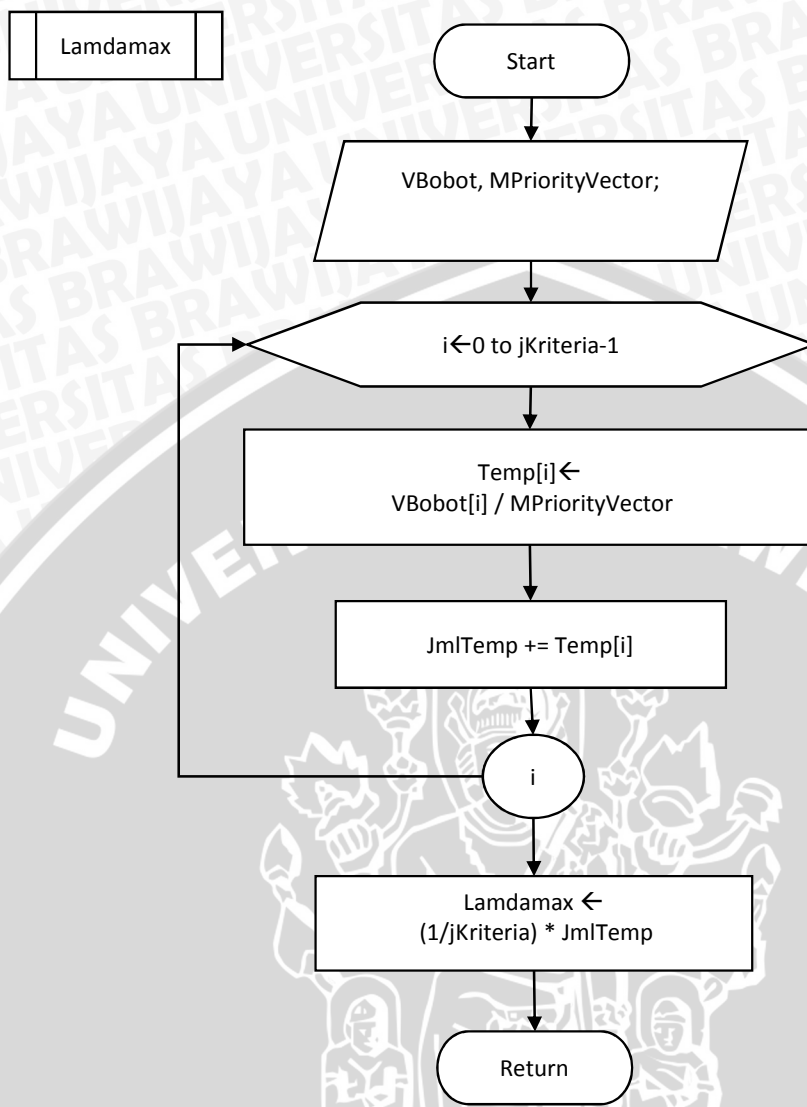 Lamdamax
Start
VBobot, MPriorityVector;
i←0 to jKriteria-1
Temp[i]←
VBobot[i] / MPriorityVector
JmlTemp += Temp[i]
i
Lamdamax ←
(1/jKriteria) * JmlTemp
Return